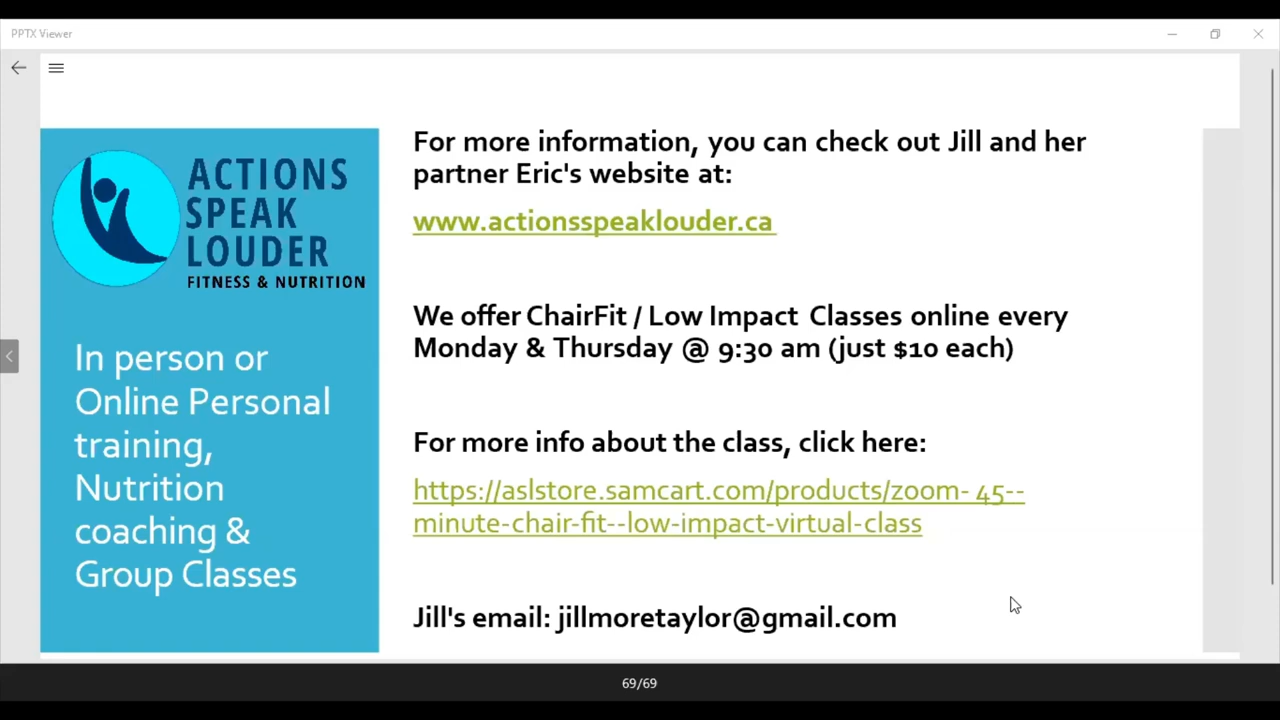 PPTX Viewer
ACTIONS
SPEAK
LOUDER
FITNESS & NUTRITION
In person or
Online Personal
training,
Nutrition
coaching &
Group Classes
For more information, you can check out Jill and her
partner Eric's website at:
www.actionsspeaklouder.ca
We offer ChairFit / Low Impact Classes online every
Monday & Thursday @ 9:30 am (just $10 each)
For more info about the class, click here:
https://aslstore.samcart.com/products/zoom- 45--
minute-chair-fit--low-impact-virtual-class
Jill's email: jillmoretaylor@gmail.com
69/69